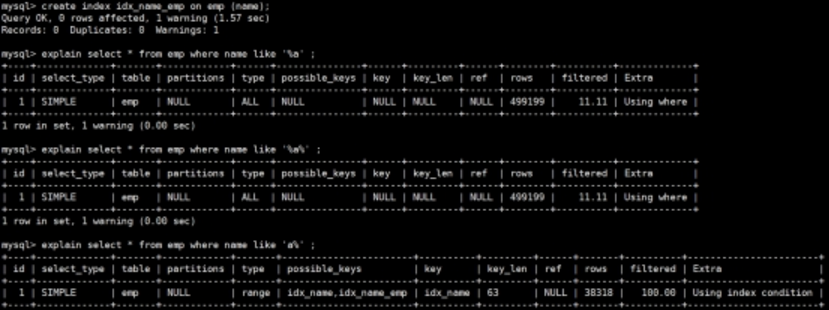 mysql> create index idx_name_emp on emp (name);
Query OK, 0 rows affected, 1 warning (1.57 sec)
Records: 0  Duplicates: 0  Warnings: 1
mysql> explain select * from emp where name like '%a' ;
| id | select_type | table | partitions | type | possible_keys | key | key_len | ref | rows | filtered | Extra |
| 1 | SIMPLE | emp | NULL | ALL | NULL | NULL | NULL | NULL | 499199 | 11.11 | Using where |
1 row in set, 1 warning (0.00 sec)
mysql> explain select * from emp where name like '%a%' ;
| id | select_type | table | partitions | type | possible_keys | key | key_len | ref | rows | filtered | Extra |
| 1 | SIMPLE | emp | NULL | ALL | NULL | NULL | NULL | NULL | 499199 | 11.11 | Using where |
1 row in set, 1 warning (0.00 sec)
mysql> explain select * from emp where name like 'a%' ;
| id | select_type | table | partitions | type | possible_keys | key | key_len | ref | rows | filtered | Extra |
| 1 | SIMPLE | emp | NULL | range | idx_name,idx_name_emp | idx_name | 63 | NULL | 38318 | 100.00 | Using index condition |